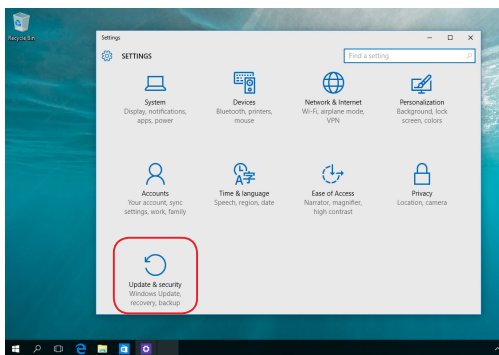 Recycle Bin
Settings
SETTINGS
Find a setting
System
Display, notifications,
apps, power
Devices
Bluetooth, printers,
mouse
Network & Internet
Wi-Fi, airplane mode,
VPN
Personalization
Background, lock
screen, colors
Accounts
Your account, sync
settings, work, family
Time & language
Speech, region, date
Ease of Access
Narrator, magnifier,
high contrast
Privacy
Location, camera
Update & security
Windows Update,
recovery, backup